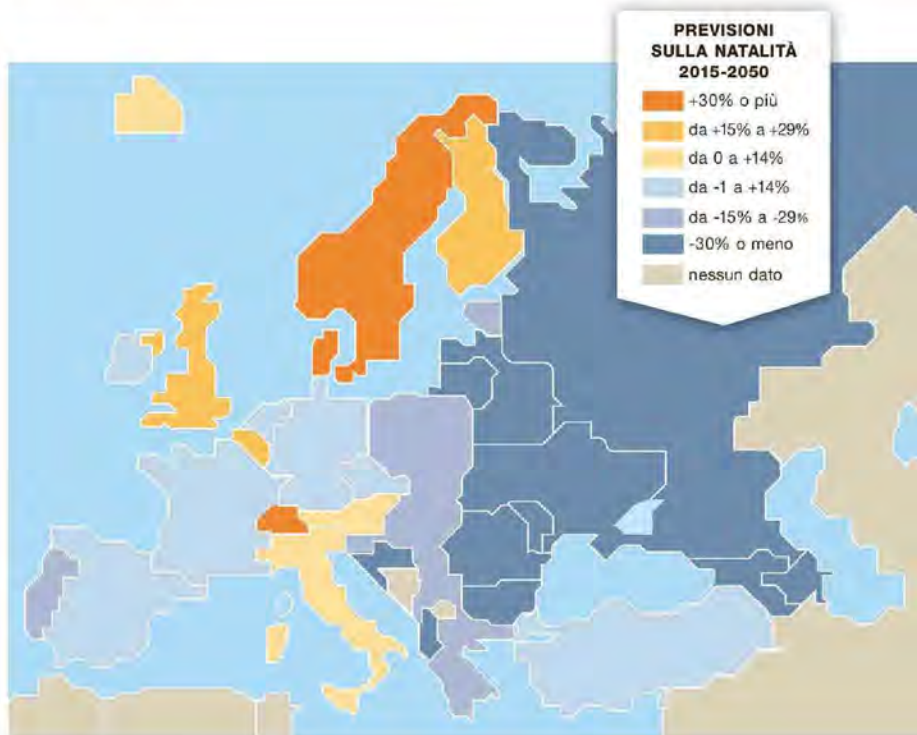 PREVISIONI
SULLA NATALITÀ
2015-2050
+30% o più
da +15% a +29%
da 0 a +14%
da -1 a +14%
da -15% a -29%
-30% o meno
nessun dato